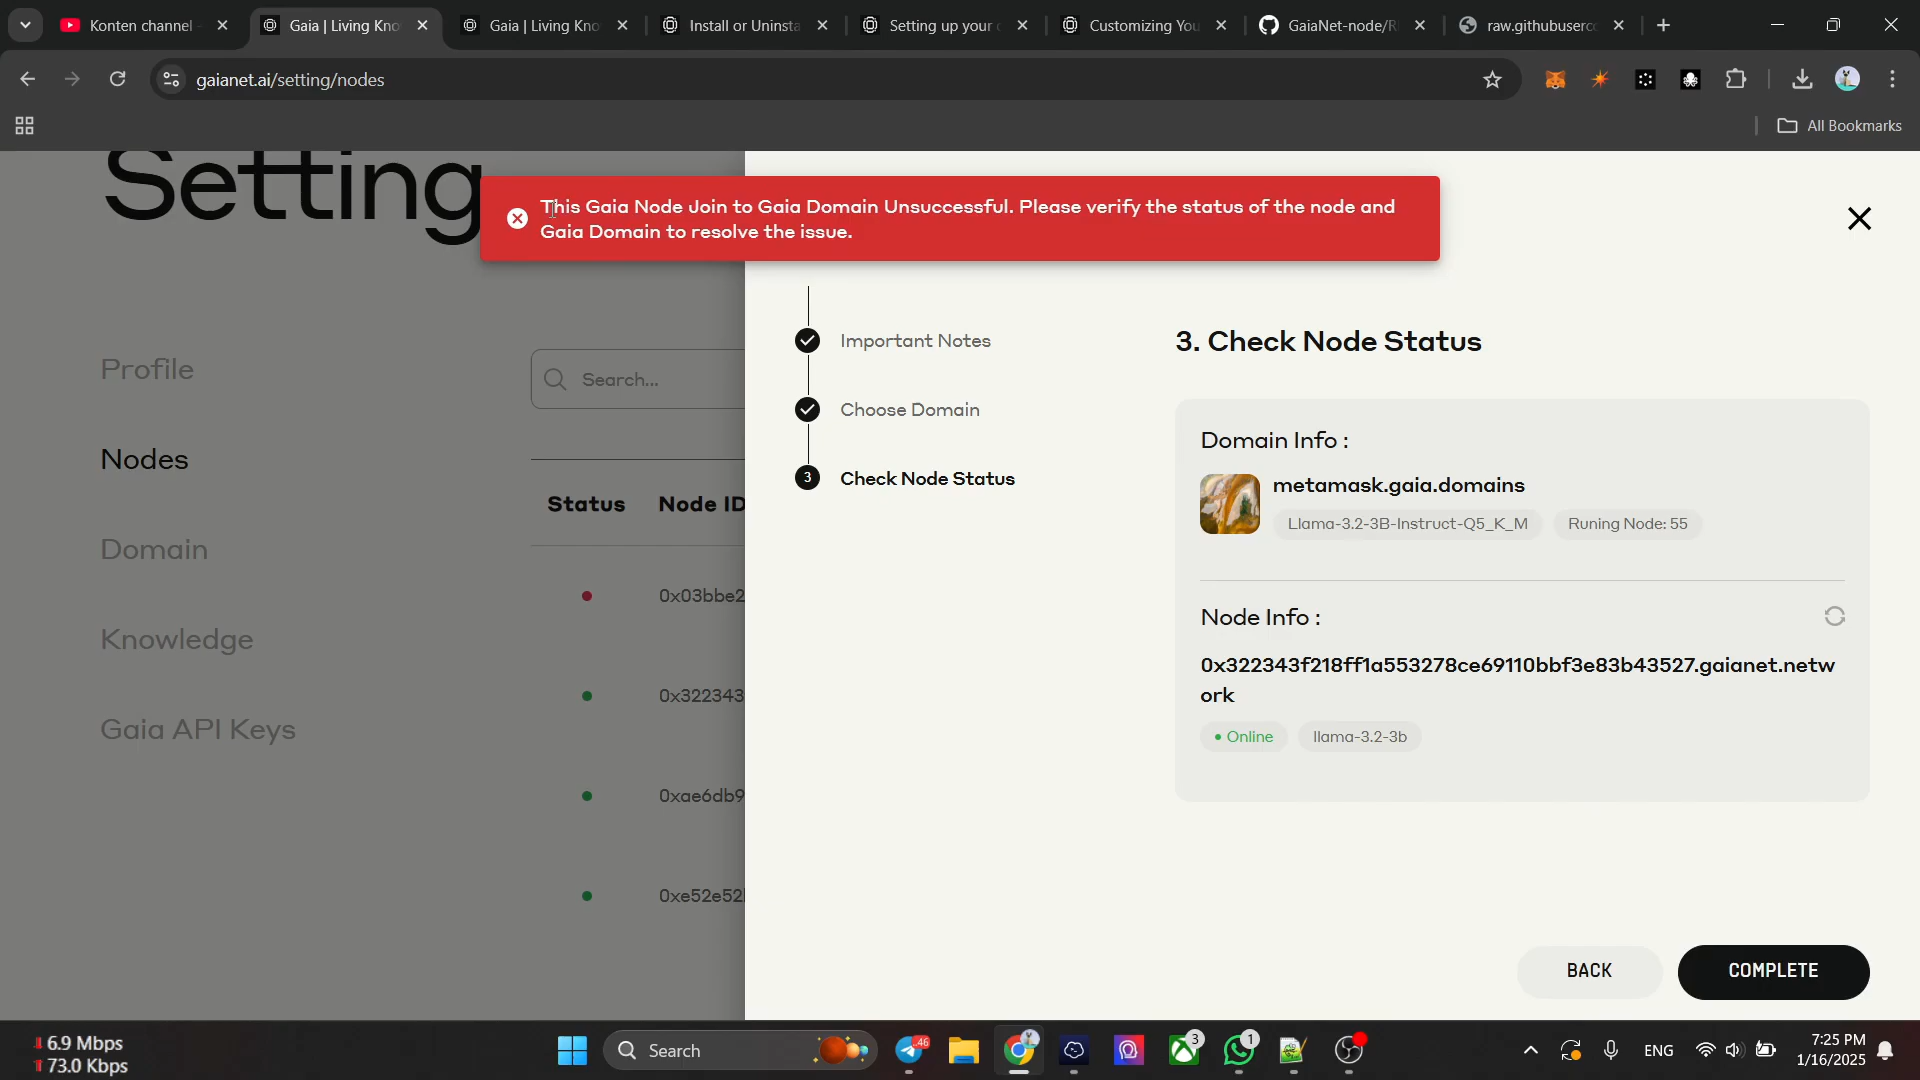 Konten channel
Gaia | Living Kno
Gaia | Living Kno
Install or Uninsta
Setting up your
Customizing You
GaiaNet-node/R
raw.githubuserc
gaianet.ai/setting/nodes
All Bookmarks
Setting
This Gaia Node Join to Gaia Domain Unsuccessful. Please verify the status of the node and
Gaia Domain to resolve the issue.
Profile
Nodes
Domain
Knowledge
Gaia API Keys
Search...
Status Node ID
0x03bbe2
0x322343
0xae6db9
0xe52e52
Important Notes
Choose Domain
3 Check Node Status
3. Check Node Status
Domain Info :
metamask.gaia.domains
Llama-3.2-3B-Instruct-Q5_K_M Runing Node: 55
Node Info :
0x322343f218ff1a553278ce69110bbf3e83b43527.gaianet.netw
ork
Online llama-3.2-3b
BACK COMPLETE
6.9 Mbps
73.0 Kbps
Search
46
3
1
ENG
7:25 PM
1/16/2025